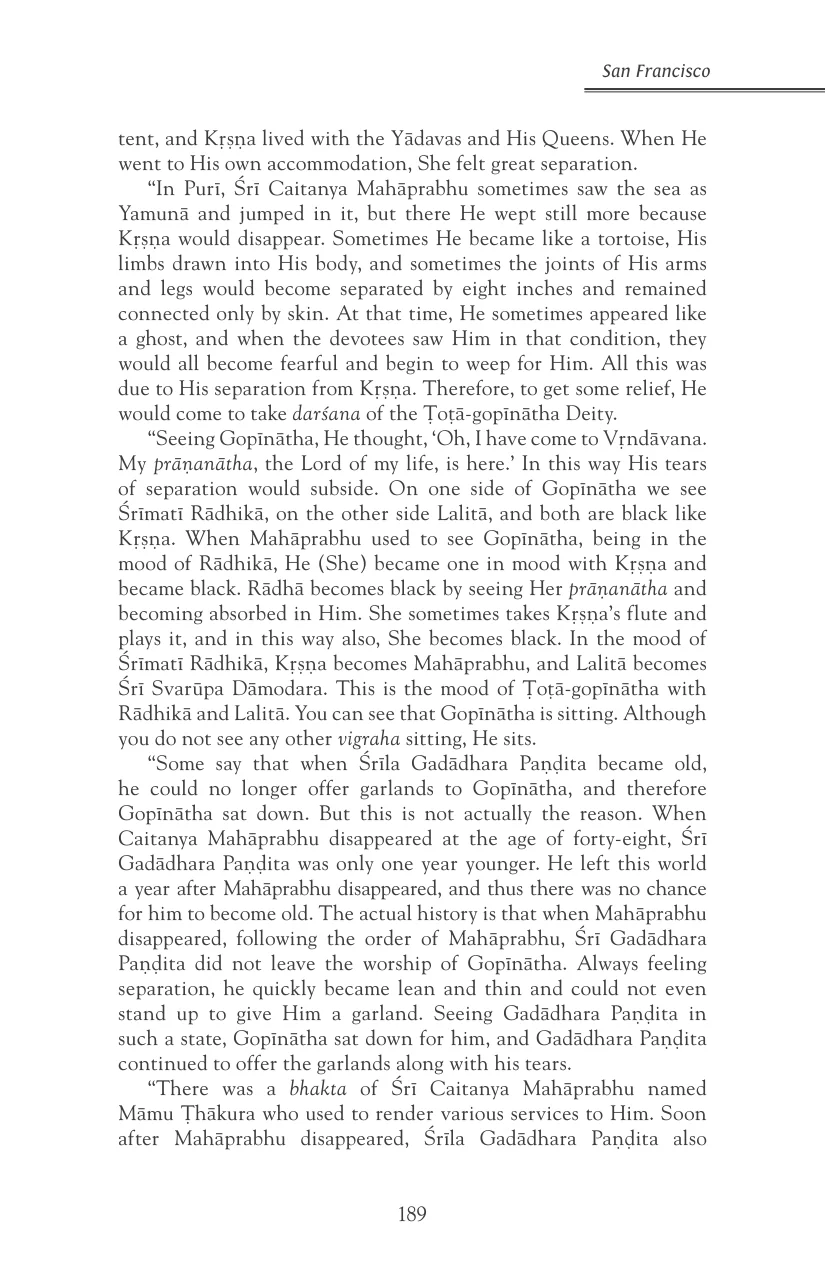 San Francisco
tent, and Kṛṣṇa lived with the Yādavas and His Queens. When He
went to His own accommodation, She felt great separation.
“In Purī, Śrī Caitanya Mahāprabhu sometimes saw the sea as
Yamunā and jumped in it, but there He wept still more because
Kṛṣṇa would disappear. Sometimes He became like a tortoise, His
limbs drawn into His body, and sometimes the joints of His arms
and legs would become separated by eight inches and remained
connected only by skin. At that time, He sometimes appeared like
a ghost, and when the devotees saw Him in that condition, they
would all become fearful and begin to weep for Him. All this was
due to His separation from Kṛṣṇa. Therefore, to get some relief, He
would come to take darśana of the Ṭoṭā-gopīnātha Deity.
“Seeing Gopīnātha, He thought, ‘Oh, I have come to Vṛndāvana.
My prāṇanātha, the Lord of my life, is here.’ In this way His tears
of separation would subside. On one side of Gopīnātha we see
Śrīmatī Rādhikā, on the other side Lalitā, and both are black like
Kṛṣṇa. When Mahāprabhu used to see Gopīnātha, being in the
mood of Rādhikā, He (She) became one in mood with Kṛṣṇa and
became black. Rādhā becomes black by seeing Her prāṇanātha and
becoming absorbed in Him. She sometimes takes Kṛṣṇa’s flute and
plays it, and in this way also, She becomes black. In the mood of
Śrīmatī Rādhikā, Kṛṣṇa becomes Mahāprabhu, and Lalitā becomes
Śrī Svarūpa Dāmodara. This is the mood of Ṭoṭā-gopīnātha with
Rādhikā and Lalitā. You can see that Gopīnātha is sitting. Although
you do not see any other vigraha sitting, He sits.
“Some say that when Śrīla Gadādhara Paṇḍita became old,
he could no longer offer garlands to Gopīnātha, and therefore
Gopīnātha sat down. But this is not actually the reason. When
Caitanya Mahāprabhu disappeared at the age of forty-eight, Śrī
Gadādhara Paṇḍita was only one year younger. He left this world
a year after Mahāprabhu disappeared, and thus there was no chance
for him to become old. The actual history is that when Mahāprabhu
disappeared, following the order of Mahāprabhu, Śrī Gadādhara
Paṇḍita did not leave the worship of Gopīnātha. Always feeling
separation, he quickly became lean and thin and could not even
stand up to give Him a garland. Seeing Gadādhara Paṇḍita in
such a state, Gopīnātha sat down for him, and Gadādhara Paṇḍita
continued to offer the garlands along with his tears.
“There was a bhakta of Śrī Caitanya Mahāprabhu named
Māmu Ṭhākura who used to render various services to Him. Soon
after Mahāprabhu disappeared, Śrīla Gadādhara Paṇḍita also
189